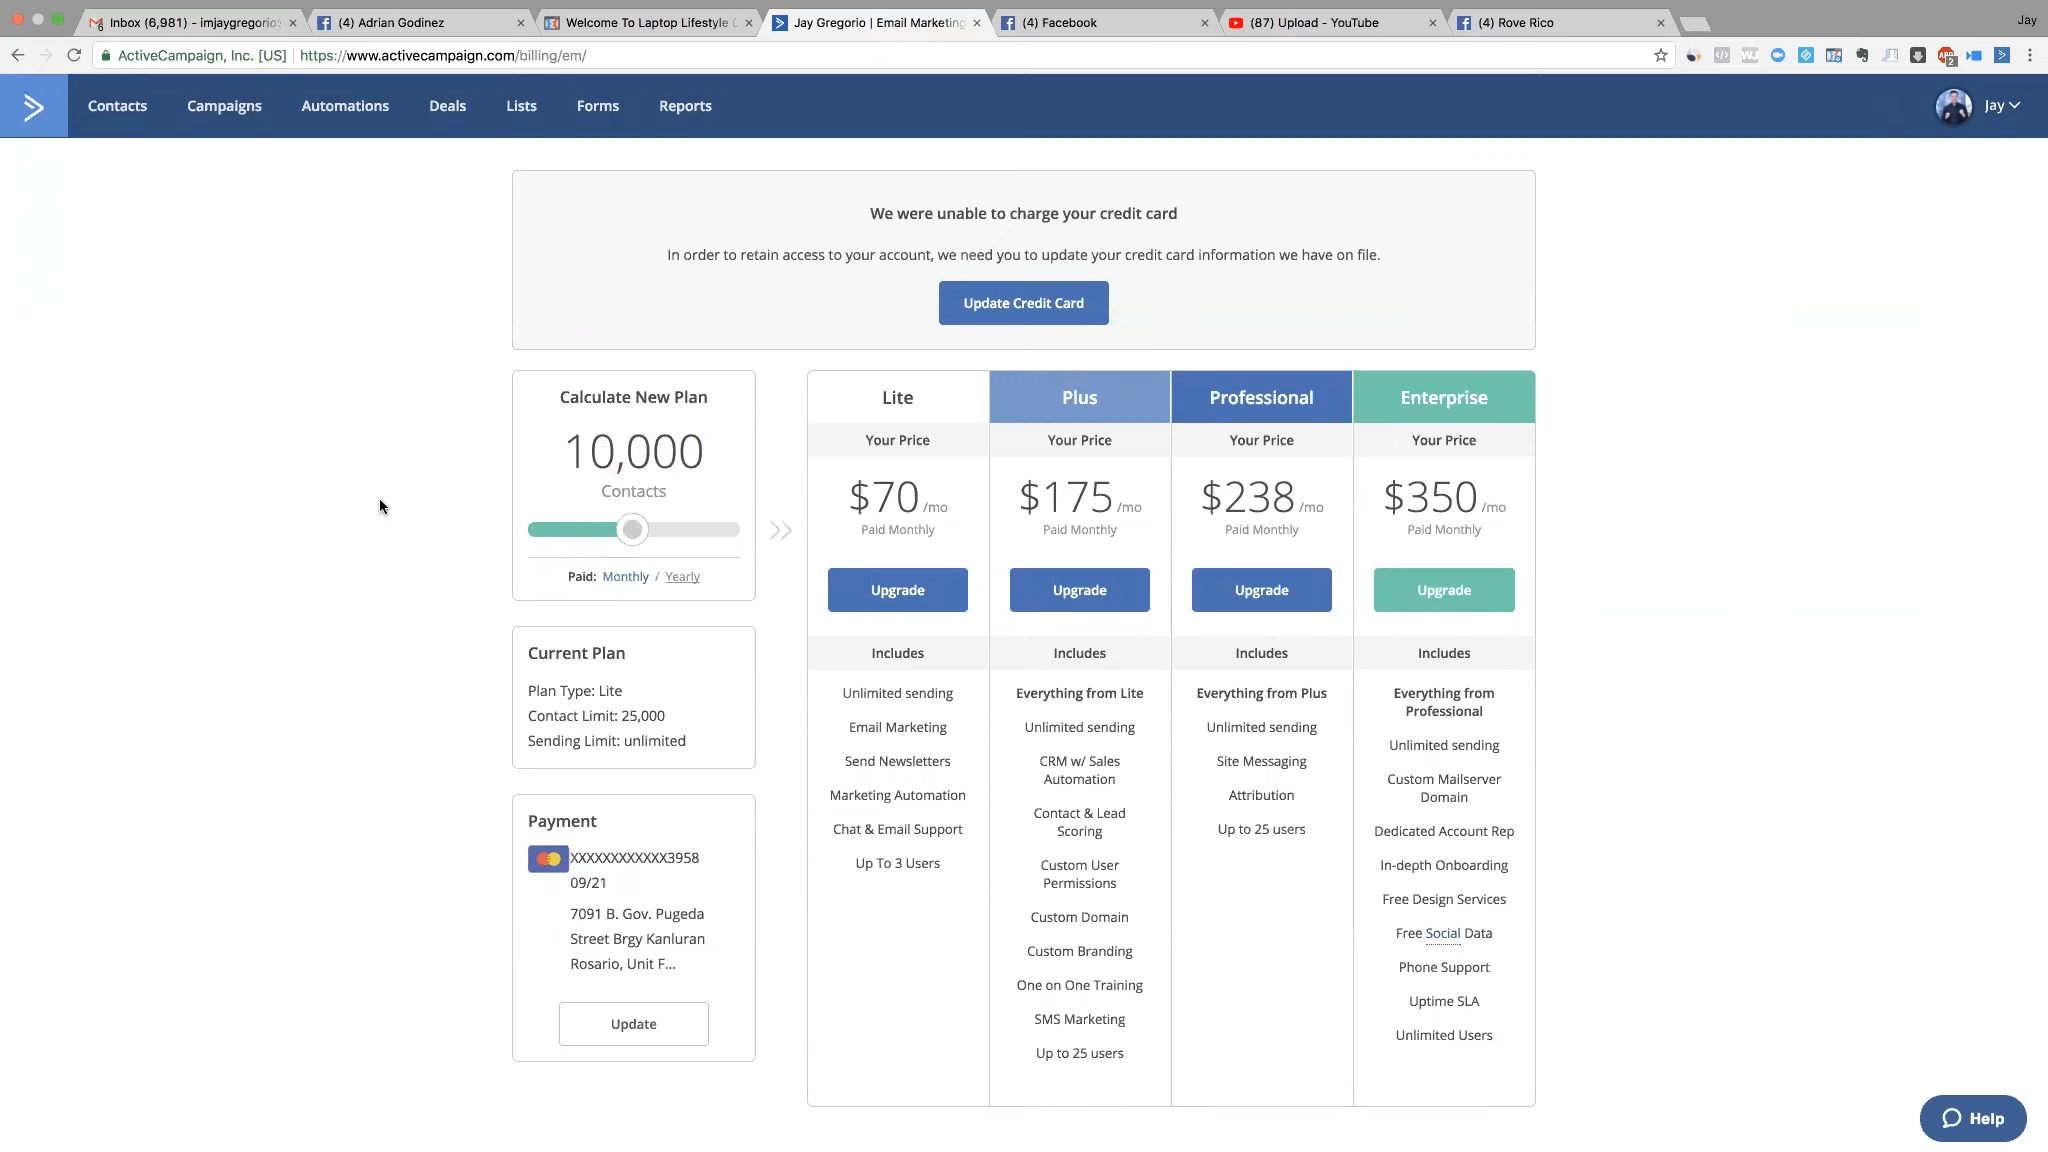 Inbox (6,981) - imjaygregorio
(4) Adrian Godinez
Welcome To Laptop Lifestyle
Jay Gregorio | Email Marketing
(4) Facebook
(87) Upload - YouTube
(4) Rove Rico
Jay
ActiveCampaign, Inc. [US]
https://www.activecampaign.com/billing/em/
Contacts
Campaigns
Automations
Deals
Lists
Forms
Reports
Jay
We were unable to charge your credit card
In order to retain access to your account, we need you to update your credit card information we have on file.
Update Credit Card
Calculate New Plan
10,000
Contacts
Paid: Monthly / Yearly
Current Plan
Plan Type: Lite
Contact Limit: 25,000
Sending Limit: unlimited
Payment
XXXXXXXXXXXX3958
09/21
7091 B. Gov. Pugeda
Street Brgy Kanluran
Rosario, Unit F...
Update
Lite
Your Price
$70 /mo
Paid Monthly
Upgrade
Includes
Unlimited sending
Email Marketing
Send Newsletters
Marketing Automation
Chat & Email Support
Up To 3 Users
Plus
Your Price
$175 /mo
Paid Monthly
Upgrade
Includes
Everything from Lite
Unlimited sending
CRM w/ Sales
Automation
Contact & Lead
Scoring
Custom User
Permissions
Custom Domain
Custom Branding
One on One Training
SMS Marketing
Up to 25 users
Professional
Your Price
$238 /mo
Paid Monthly
Upgrade
Includes
Everything from Plus
Unlimited sending
Site Messaging
Attribution
Up to 25 users
Enterprise
Your Price
$350 /mo
Paid Monthly
Upgrade
Includes
Everything from
Professional
Unlimited sending
Custom Mailserver
Domain
Dedicated Account Rep
In-depth Onboarding
Free Design Services
Free Social Data
Phone Support
Uptime SLA
Unlimited Users
Help